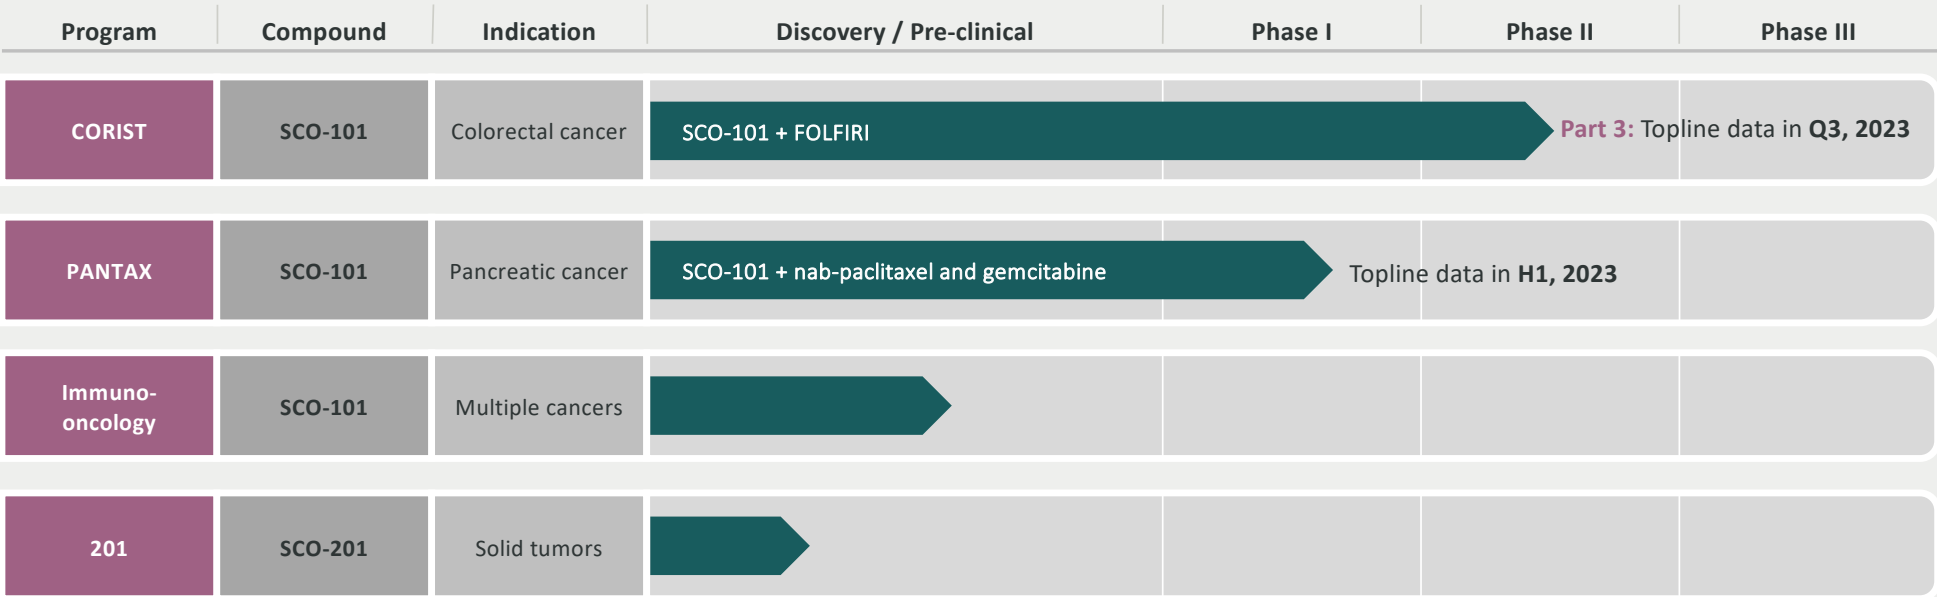 Program Compound Indication Discovery / Pre-clinical Phase I Phase II Phase III
CORIST SCO-101 Colorectal cancer SCO-101 + FOLFIRI Part 3: Topline data in Q3, 2023
PANTAX SCO-101 Pancreatic cancer SCO-101 + nab-paclitaxel and gemcitabine Topline data in H1, 2023
Immuno-
oncology SCO-101 Multiple cancers
201 SCO-201 Solid tumors